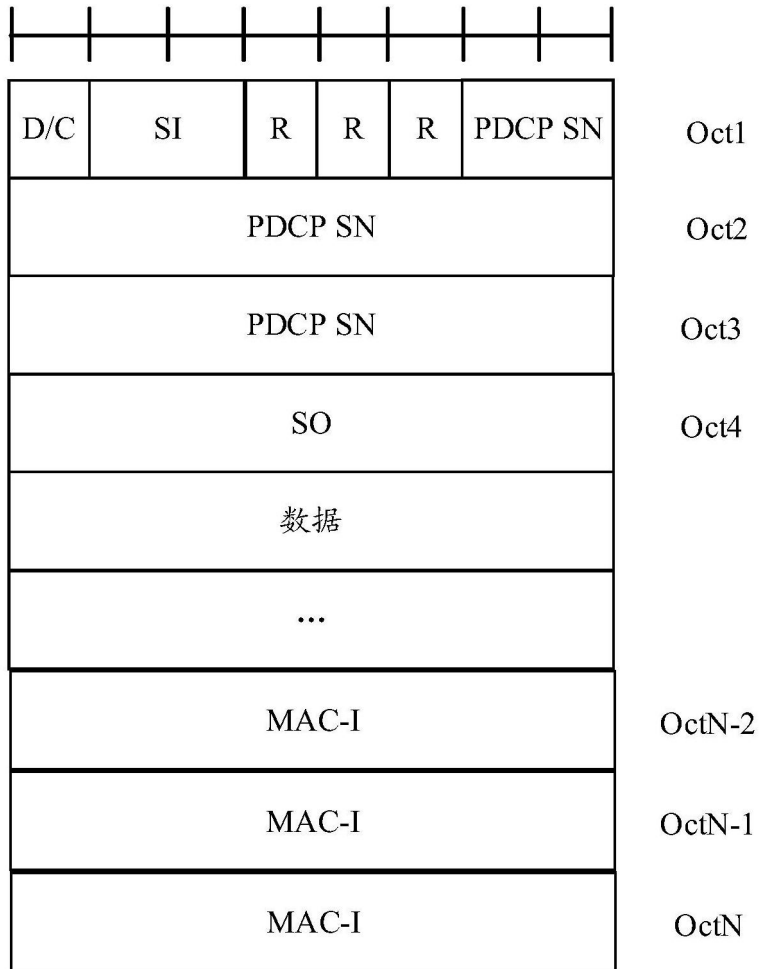 D/C SI R R R PDCP SN Oct1
PDCP SN Oct2
PDCP SN Oct3
SO Oct4
数据
...
MAC-I OctN-2
MAC-I OctN-1
MAC-I OctN